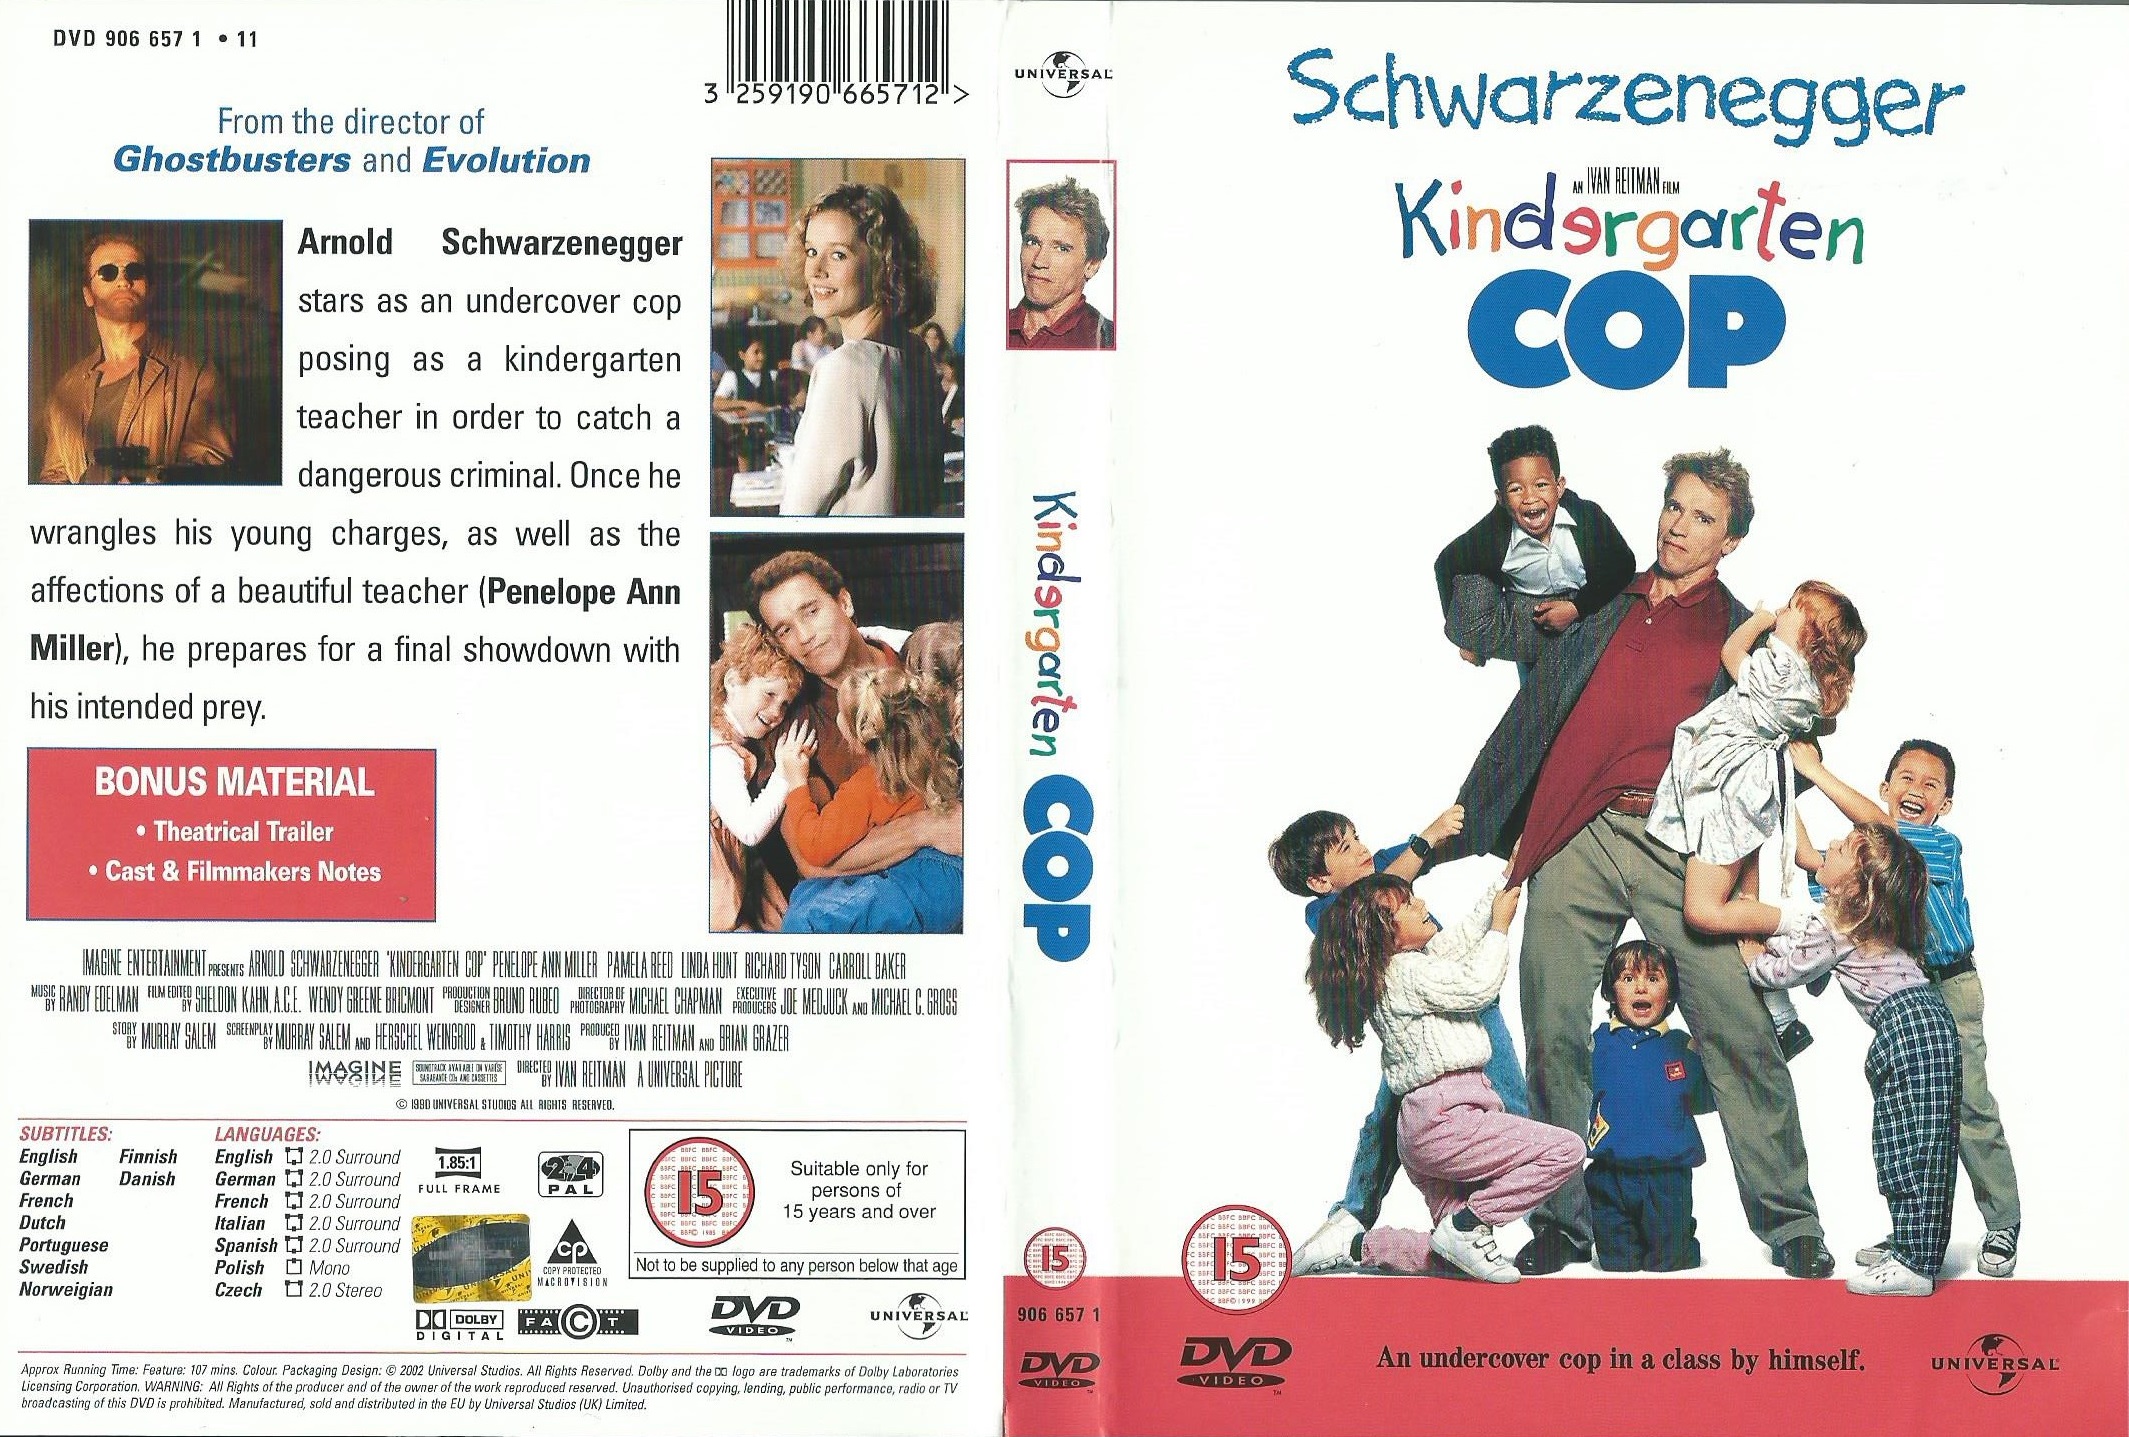 DVD 906 657 1 • 11
3 259190 665712 >
From the director of
Ghostbusters and Evolution
Arnold Schwarzenegger
stars as an undercover cop
posing as a kindergarten
teacher in order to catch a
dangerous criminal. Once he
wrangles his young charges, as well as the
affections of a beautiful teacher (Penelope Ann
Miller), he prepares for a final showdown with
his intended prey.
BONUS MATERIAL
• Theatrical Trailer
• Cast & Filmmakers Notes
IMAGINE ENTERTAINMENT PRESENTS ARNOLD SCHWARZENEGGER 'KINDERGARTEN COP' PENELOPE ANN MILLER PAMELA REED LINDA HUNT RICHARD TYSON CARROLL BAKER
MUSIC BY RANDY EDELMAN FILM EDITED BY SHELDON KAHN, A.C.E. WENDY GREENE BRICMONT PRODUCTION DESIGNER BRUNO RUBEO DIRECTOR OF PHOTOGRAPHY MICHAEL CHAPMAN EXECUTIVE PRODUCERS JOE MEDJUCK AND MICHAEL C. GROSS
STORY BY MURRAY SALEM SCREENPLAY BY MURRAY SALEM AND HERSCHEL WEINGROD & TIMOTHY HARRIS PRODUCED BY IVAN REITMAN AND BRIAN GRAZER
IMAGINE SOUNDTRACK AVAILABLE ON VARÈSE SARABANDE CDs AND CASSETTES DIRECTED BY IVAN REITMAN A UNIVERSAL PICTURE
© 1990 UNIVERSAL STUDIOS ALL RIGHTS RESERVED.
SUBTITLES:
English Finnish
German Danish
French
Dutch
Portuguese
Swedish
Norweigian
LANGUAGES:
English 2.0 Surround
German 2.0 Surround
French 2.0 Surround
Italian 2.0 Surround
Spanish 2.0 Surround
Polish Mono
Czech 2.0 Stereo
1.85:1
FULL FRAME
2 4
PAL
CP
COPY PROTECTED
MACROVISION
DOLBY
DIGITAL
FACT
15
Suitable only for
persons of
15 years and over
Not to be supplied to any person below that age
DVD
VIDEO
UNIVERSAL
Approx Running Time: Feature: 107 mins. Colour. Packaging Design: © 2002 Universal Studios. All Rights Reserved. Dolby and the DD logo are trademarks of Dolby Laboratories
Licensing Corporation. WARNING: All Rights of the producer and of the owner of the work reproduced reserved. Unauthorised copying, lending, public performance, radio or TV
broadcasting of this DVD is prohibited. Manufactured, sold and distributed in the EU by Universal Studios (UK) Limited.
UNIVERSAL
Kindergarten COP
15
906 657 1
DVD
VIDEO
Schwarzenegger
AN IVAN REITMAN FILM
Kindergarten
COP
15
DVD
VIDEO
An undercover cop in a class by himself.
UNIVERSAL